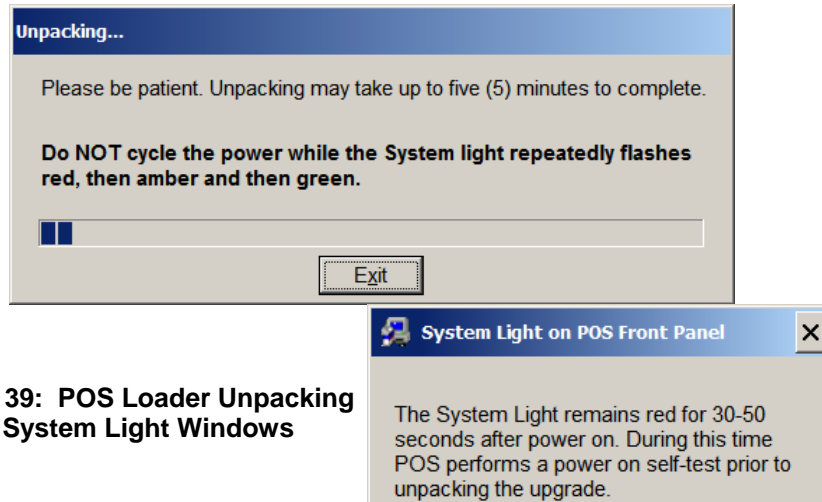 Unpacking...
Please be patient. Unpacking may take up to five (5) minutes to complete.
Do NOT cycle the power while the System light repeatedly flashes
red, then amber and then green.
Exit
System Light on POS Front Panel
39: POS Loader Unpacking
System Light Windows
The System Light remains red for 30-50
seconds after power on. During this time
POS performs a power on self-test prior to
unpacking the upgrade.